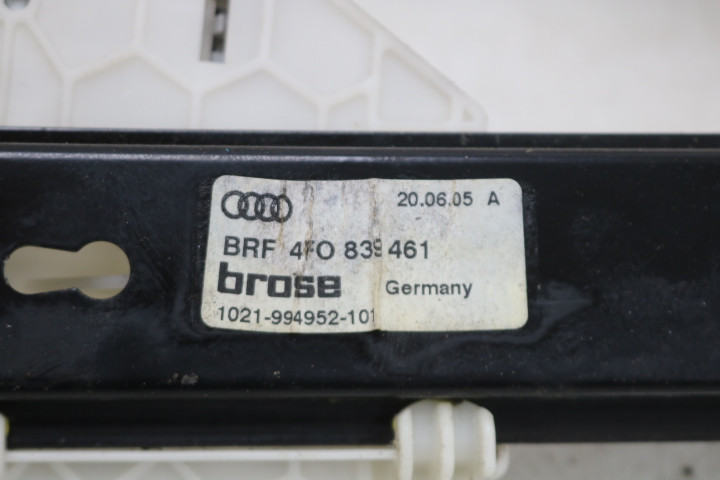 20.06.05 A
BRF 4F0 839 461
brose Germany
1021-994952-101